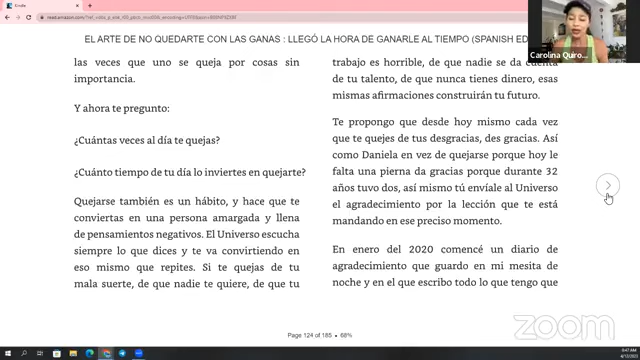 Kindle
EL ARTE DE NO QUEDARTE CON LAS GANAS : LLEGÓ LA HORA DE GANARLE AL TIEMPO (SPANISH ED
Carolina Quiro...
las veces que uno se queja por cosas sin
importancia.
Y ahora te pregunto:
¿Cuántas veces al día te quejas?
¿Cuánto tiempo de tu día lo inviertes en quejarte?
Quejarse también es un hábito, y hace que te
conviertas en una persona amargada y llena
de pensamientos negativos. El Universo escucha
siempre lo que dices y te va convirtiendo en
eso mismo que repites. Si te quejas de tu
mala suerte, de que nadie te quiere, de que tu
trabajo es horrible, de que nadie se da cuenta
de tu talento, de que nunca tienes dinero, esas
mismas afirmaciones construirán tu futuro.
Te propongo que desde hoy mismo cada vez
que te quejes de tus desgracias, des gracias. Así
como Daniela en vez de quejarse porque hoy le
falta una pierna da gracias porque durante 32
años tuvo dos, así mismo tú envíale al Universo
el agradecimiento por la lección que te está
mandando en ese preciso momento.
En enero del 2020 comencé un diario de
agradecimiento que guardo en mi mesita de
noche y en el que escribo todo lo que tengo que
Page 124 of 185 • 68%
zoom
8:47 AM